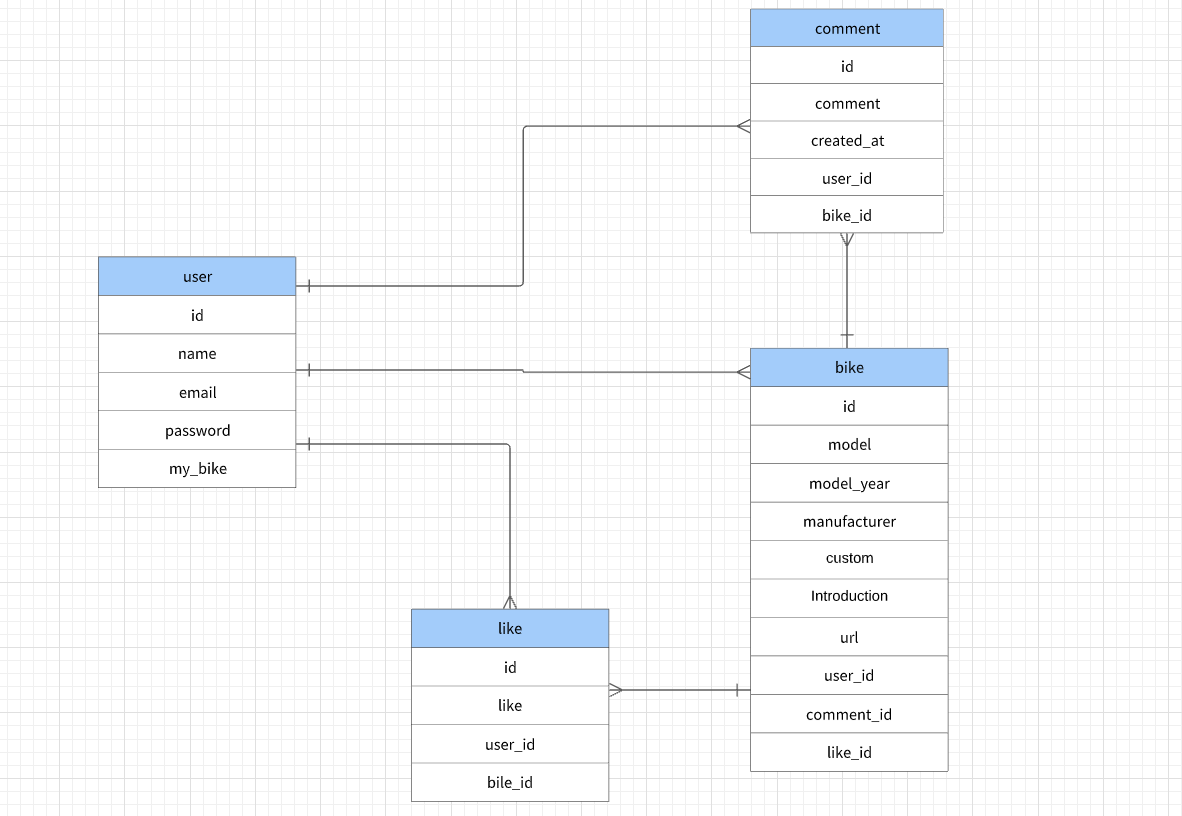 comment
id
comment
created_at
user_id
bike_id
user
id
name
email
password
my_bike
bike
id
model
model_year
manufacturer
custom
Introduction
url
user_id
comment_id
like_id
like
id
like
user_id
bile_id